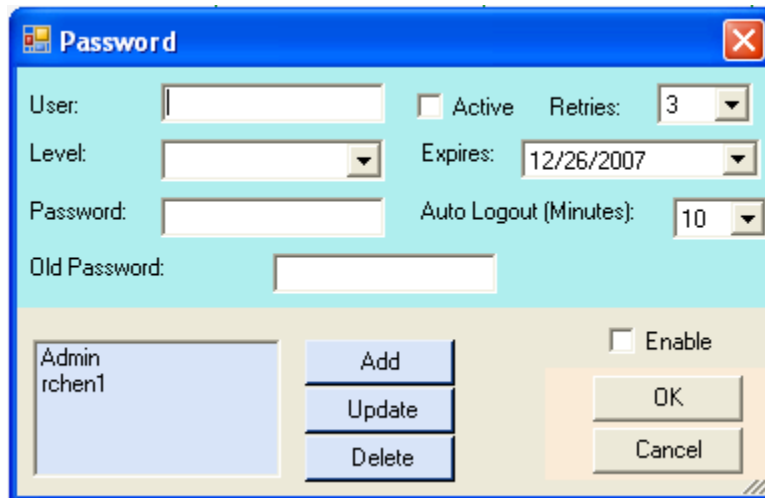 Password
User:
Active
Retries: 3
Level:
Expires: 12/26/2007
Password:
Auto Logout (Minutes): 10
Old Password:
Admin
rchen1
Add
Update
Delete
Enable
OK
Cancel